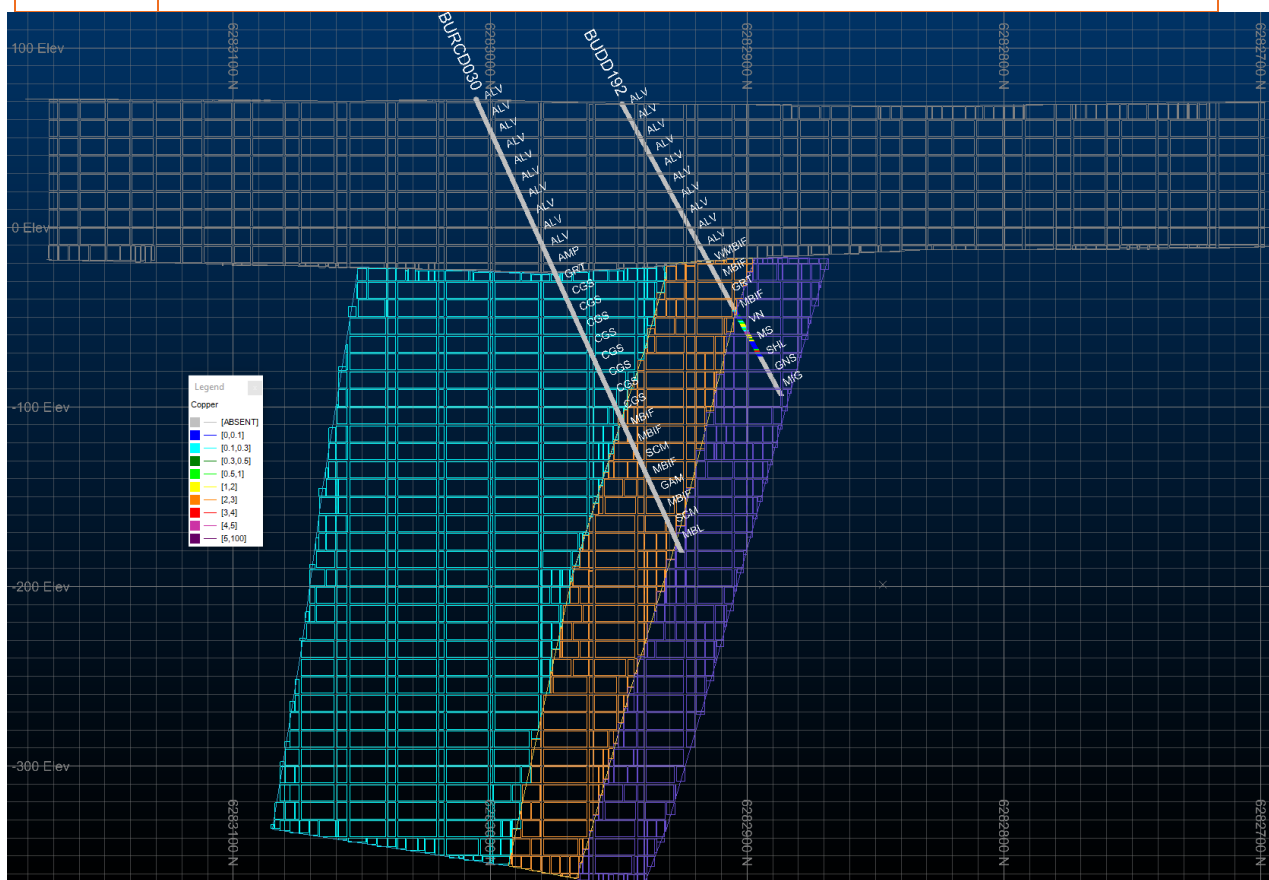 6283100 N
6283000 N
6282900 N
6282800 N
6282700 N
100 Elev
0 Elev
-100 Elev
-200 Elev
-300 Elev
BURCD030
ALV
ALV
ALV
ALV
ALV
ALV
ALV
ALV
ALV
ALV
AMP
GRT
CGS
CGS
CGS
CGS
CGS
CGS
CGS
CGS
MBIF
MBIF
SCM
MBIF
GAM
MBIF
SCM
MBL
BUDD192
ALV
ALV
ALV
ALV
ALV
ALV
ALV
ALV
ALV
MBIF
MBIF
GBT
MBIF
VN
MS
SHL
GNS
MIG
Legend
Copper
[ABSENT]
[0,0.1]
[0.1,0.3]
[0.3,0.5]
[0.5,1]
[1,2]
[2,3]
[3,4]
[4,5]
[5,100]
6283100 N
6283000 N
6282900 N
6282800 N
6282700 N